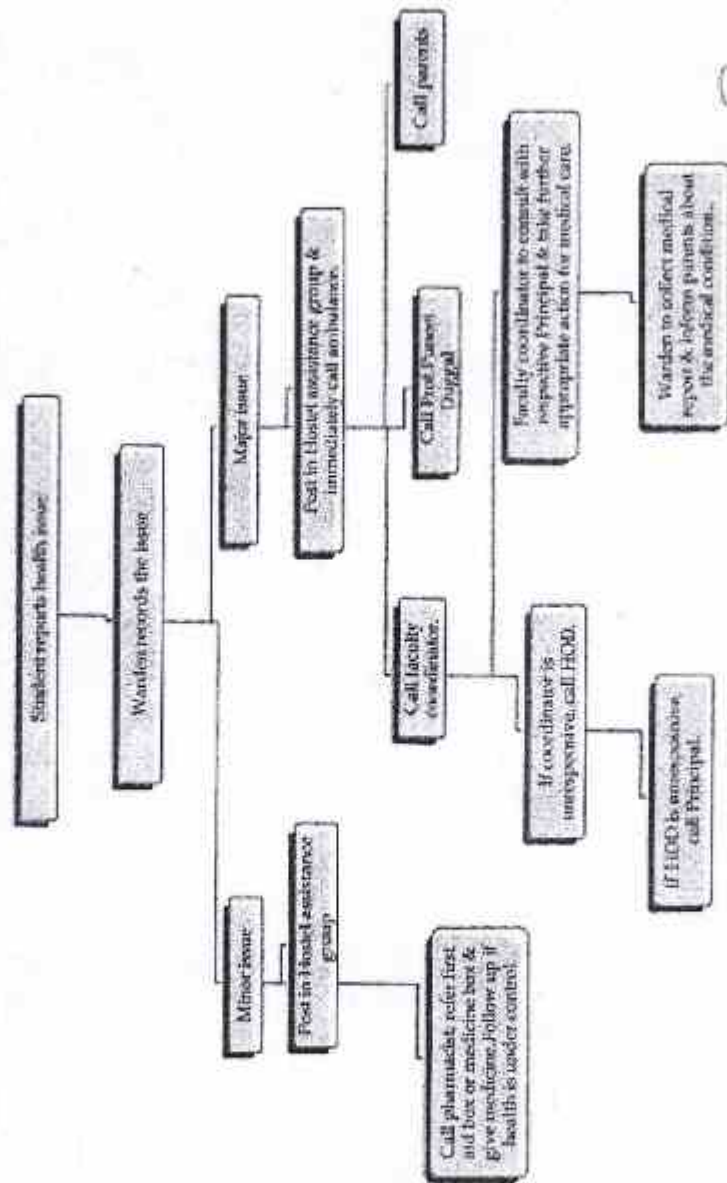 Student reports health issue
Warden records the issue
Minor issue
Major issue
Post in Hostel assistance
group
Post in Hostel assistance group &
immediately call ambulance.
Call pharmacist, refer first
aid box or medicine box &
give medicine. Follow up if
health is under control.
Call faculty
coordinator.
Call Prof.
Duggal
Call parents
If coordinator is
unresponsive, call HOD.
Faculty coordinator to consult with
respective Principal & take further
appropriate action for medical care.
If HOD is unresponsive,
call Principal.
Warden to collect medical
report & inform parents about
the medical condition..